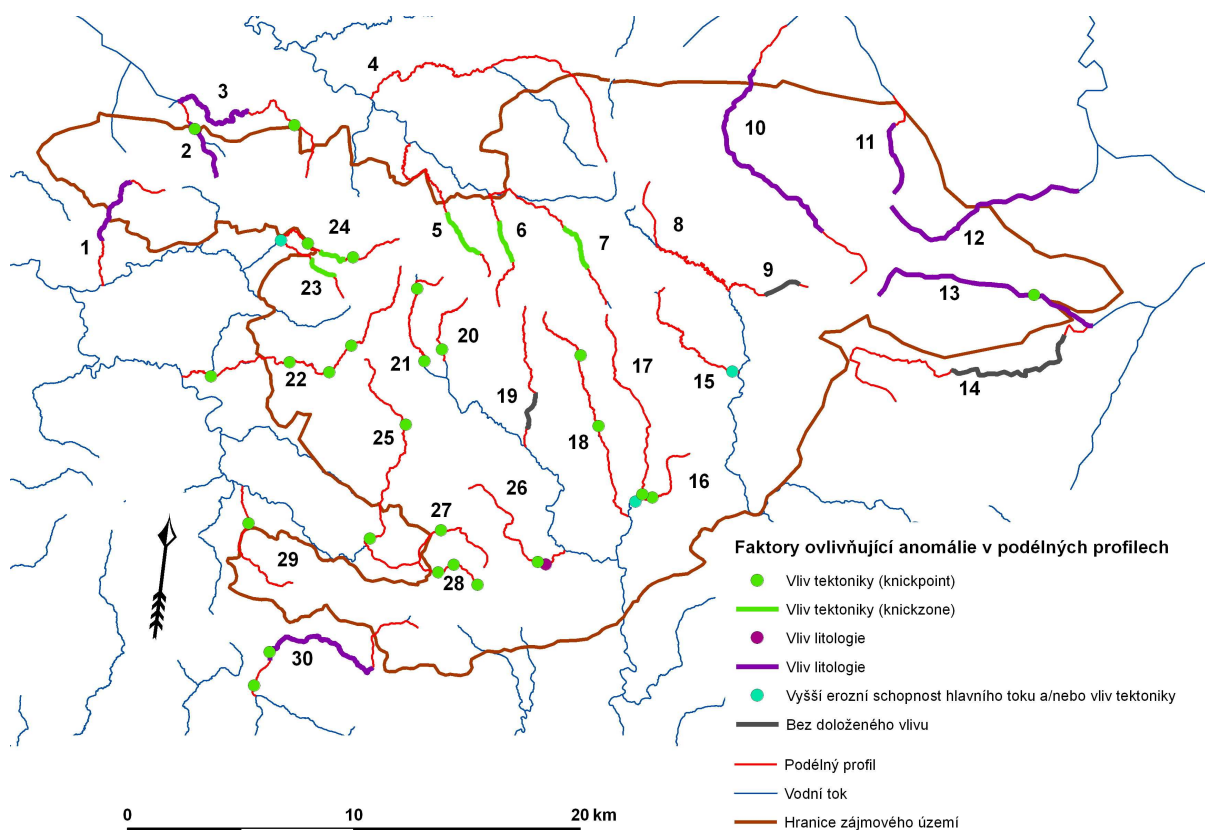 3
4
2
10
11
1
24
5
6
7
8
12
9
23
13
20
21
22
17
19
15
14
25
18
26
16
27
29
28
30
Faktory ovlivňující anomálie v podélných profilech
Vliv tektoniky (knickpoint)
Vliv tektoniky (knickzone)
Vliv litologie
Vliv litologie
Vyšší erozní schopnost hlavního toku a/nebo vliv tektoniky
Bez doloženého vlivu
Podélný profil
Vodní tok
Hranice zájmového území
0 10 20 km